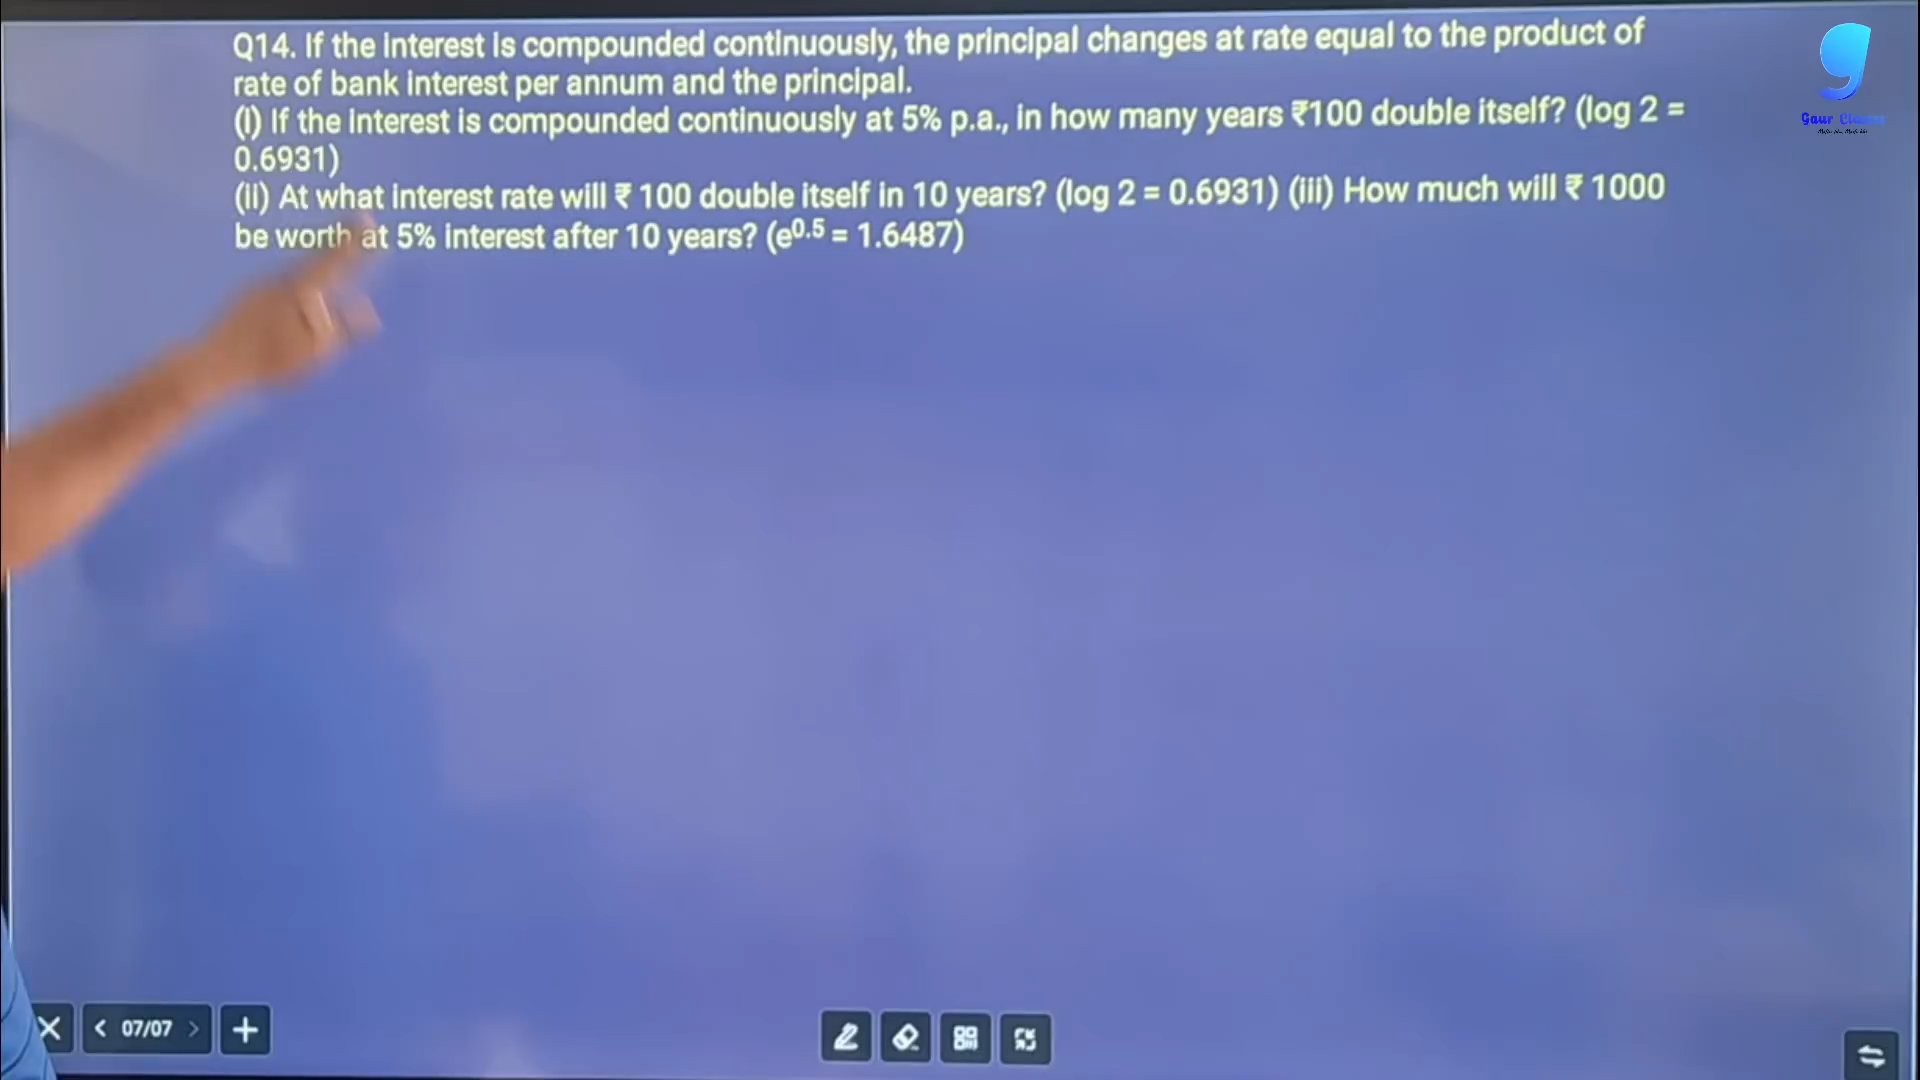 Q14. If the interest is compounded continuously, the principal changes at rate equal to the product of
rate of bank interest per annum and the principal.
(i) If the interest is compounded continuously at 5% p.a., in how many years ₹100 double itself? (log 2 =
0.6931)
(ii) At what interest rate will ₹ 100 double itself in 10 years? (log 2 = 0.6931) (iii) How much will ₹ 1000
be worth at 5% interest after 10 years? (e^0.5 = 1.6487)
Gaur Classes
07/07